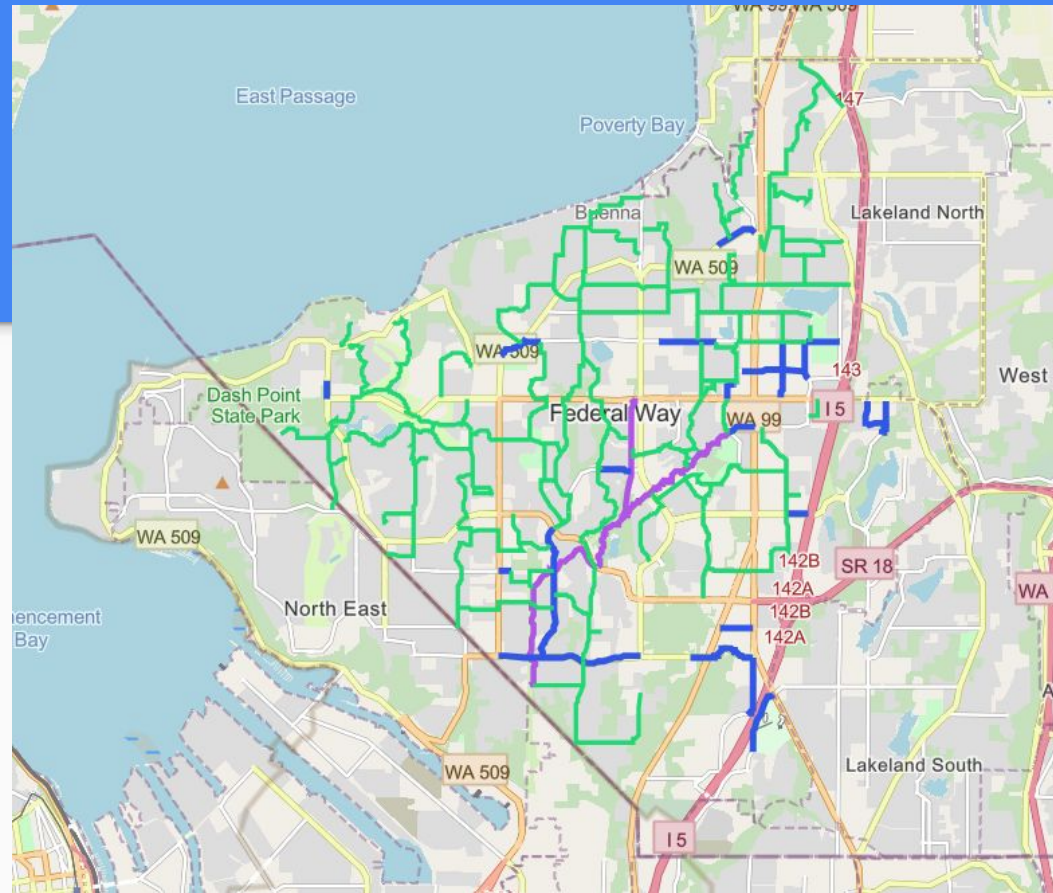 WA 99;WA 509
147
East Passage
Poverty Bay
Buenna
Lakeland North
WA 509
WA 509
143
West
Dash Point
State Park
I 5
Federal Way
WA 99
WA 509
142B
SR 18
142A
WA
North East
142B
142A
Bay
A
Lakeland South
WA 509
I 5